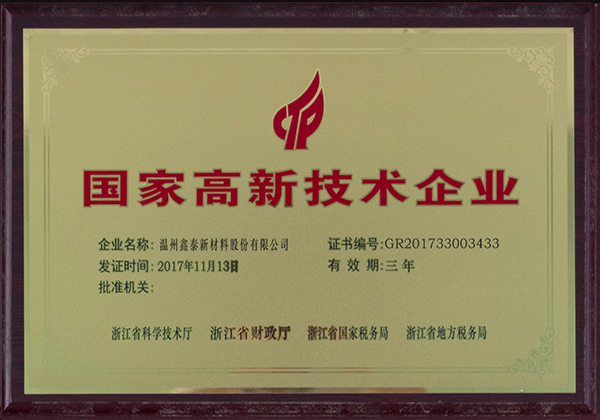 CTP
国家高新技术企业
企业名称: 温州鑫泰新材料股份有限公司 证书编号:GR201733003433
发证时间: 2017年11月13日 有 效 期:三 年
批准机关:
浙江省科学技术厅 浙江省财政厅 浙江省国家税务局 浙江省地方税务局